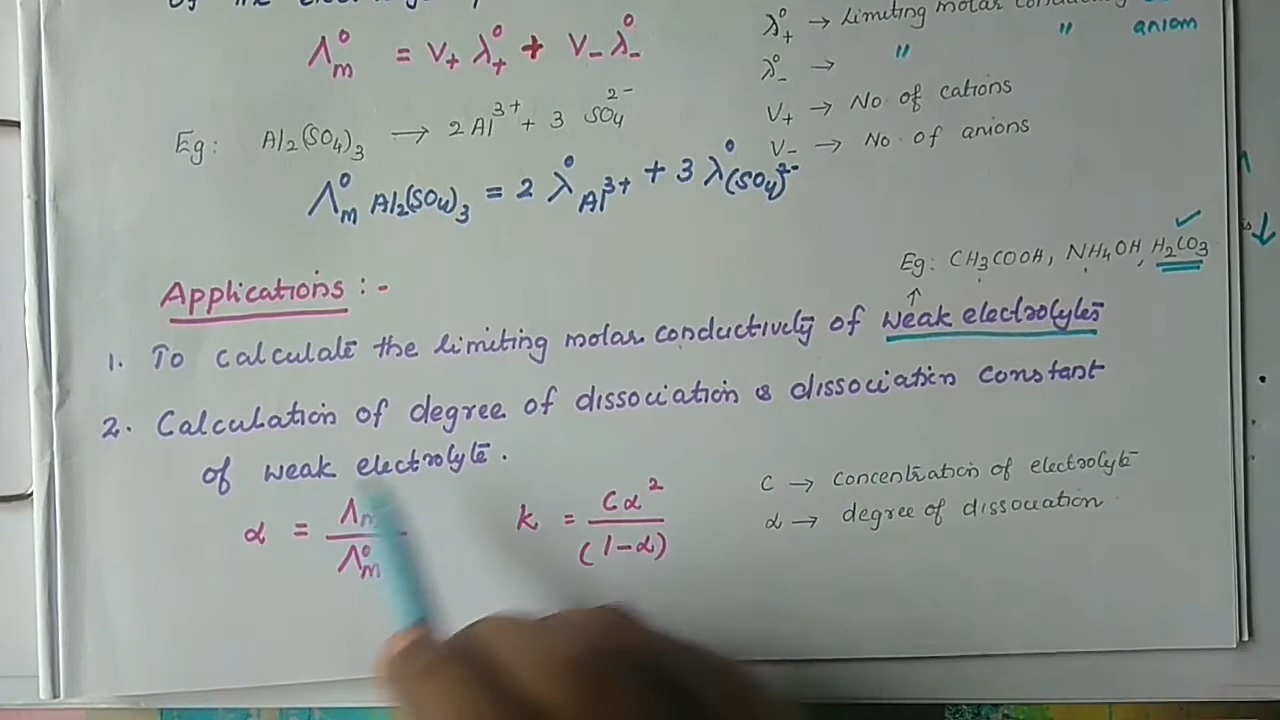 Λ°m = V+ λ°+ + V- λ°-
λ°+ → Limiting molar
" " aniom
λ°- →
V+ → No of cations
V- → No. of anions
Eg: Al2(SO4)3 → 2Al3+ + 3 SO4 2-
Λ°m Al2(SO4)3 = 2 λ°Al3+ + 3 λ°(SO4)2-
Eg: CH3COOH, NH4OH, H2CO3
Applications :-
1. To calculate the limiting molar conductively of weak electrolytes
2. Calculation of degree of dissociation & dissociation constant
of weak electrolyte.
α = Λm / Λ°m
k = Cα² / (1-α)
C → concentration of electrolyte
α → degree of dissociation